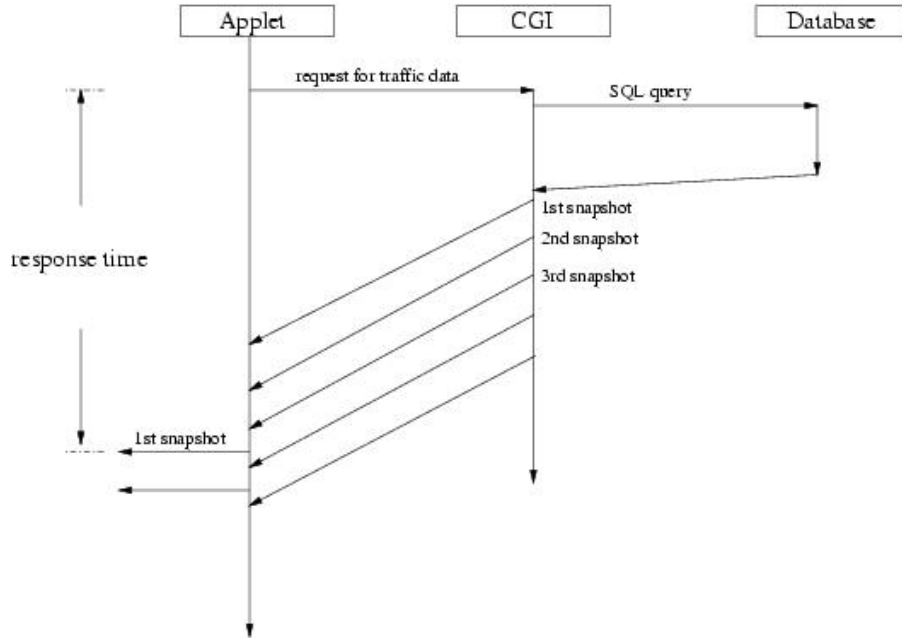 Applet
CGI
Database
request for traffic data
SQL query
1st snapshot
2nd snapshot
response time
3rd snapshot
1st snapshot